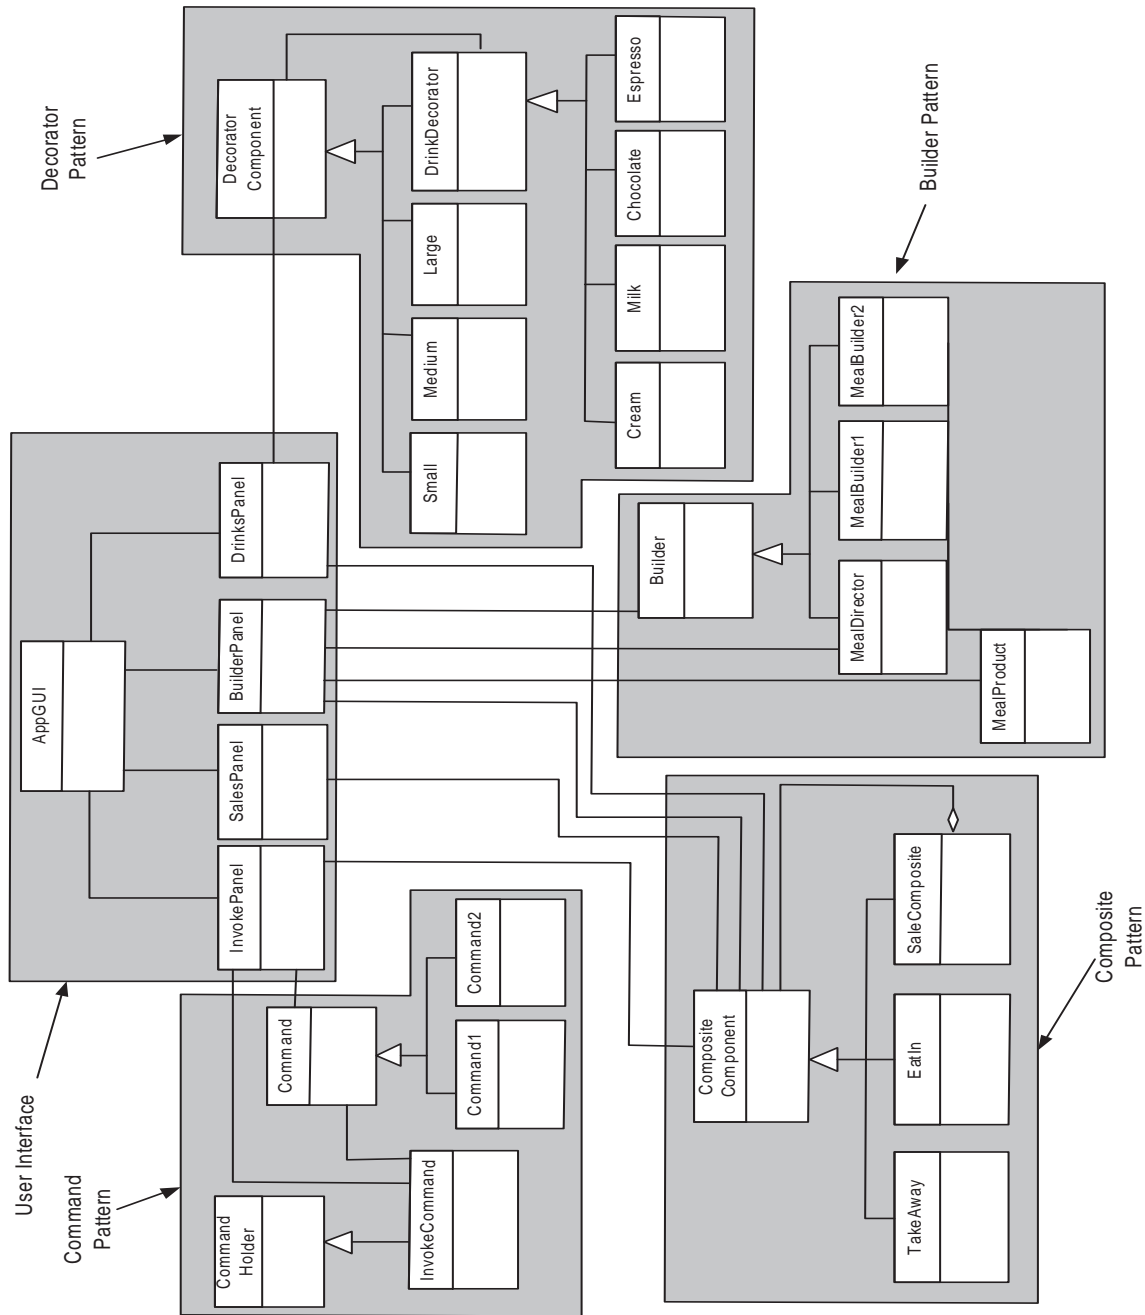 User Interface
AppGUI
InvokePanel
SalesPanel
BuilderPanel
DrinksPanel
Decorator
Pattern
Decorator
Component
Small
Medium
Large
DrinkDecorator
Cream
Milk
Chocolate
Espresso
Command
Pattern
Command
Holder
Command
InvokeCommand
Command1
Command2
Builder
MealDirector
MealBuilder1
MealBuilder2
MealProduct
Builder Pattern
Composite
Component
TakeAway
EatIn
SaleComposite
Composite
Pattern